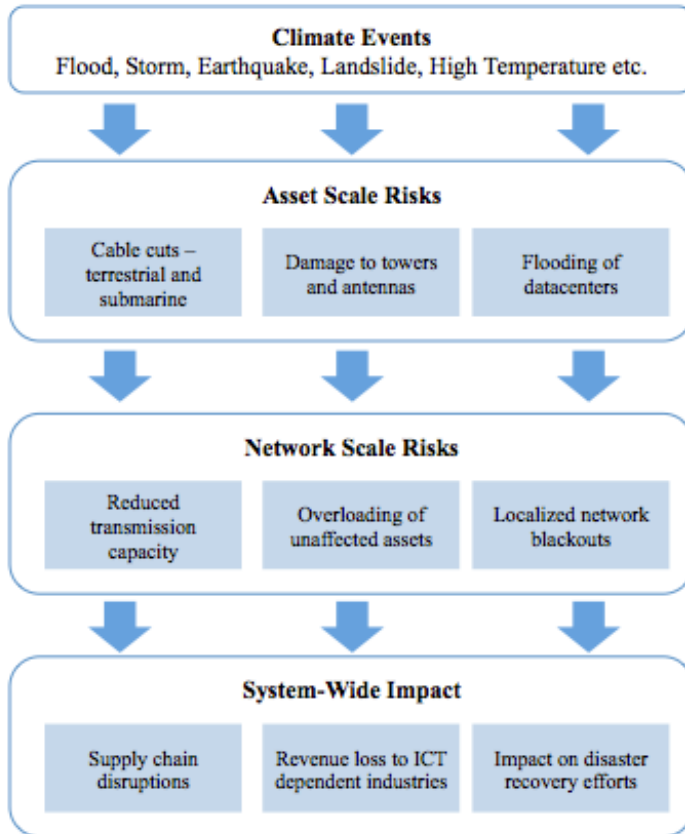 Climate Events
Flood, Storm, Earthquake, Landslide, High Temperature etc.
Asset Scale Risks
Cable cuts –
terrestrial and
submarine
Damage to towers
and antennas
Flooding of
datacenters
Network Scale Risks
Reduced
transmission
capacity
Overloading of
unaffected assets
Localized network
blackouts
System-Wide Impact
Supply chain
disruptions
Revenue loss to ICT
dependent industries
Impact on disaster
recovery efforts